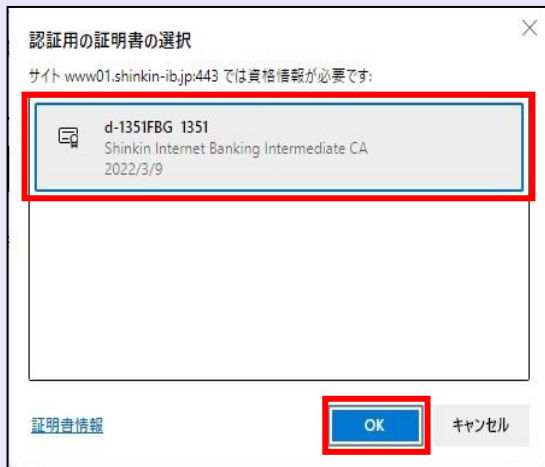 認証用の証明書の選択
サイト www01.shinkin-ib.jp:443 では資格情報が必要です:
d-1351FBG 1351
Shinkin Internet Banking Intermediate CA
2022/3/9
証明書情報
OK
キャンセル